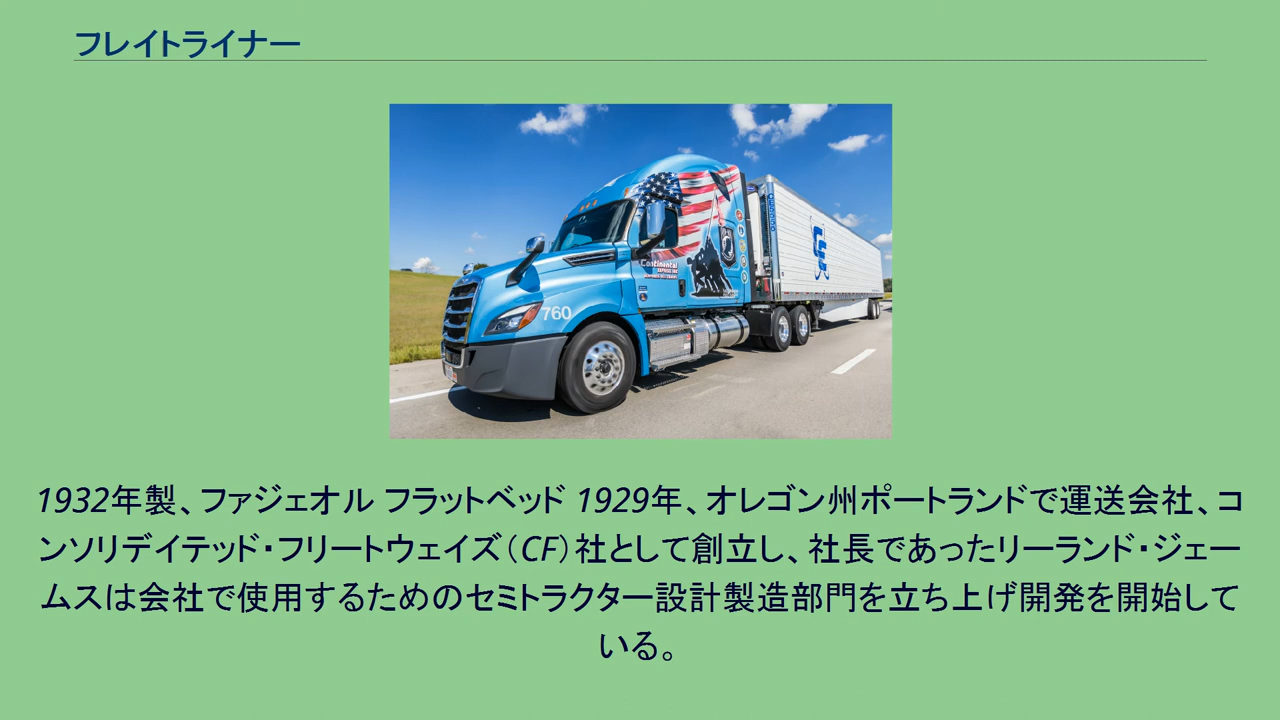 フレイトライナー
Continental
EXPRESS INC
760
CE
1932年製、ファジェオル フラットベッド 1929年、オレゴン州ポートランドで運送会社、コ
ンソリデイテッド・フリートウェイズ（CF）社として創立し、社長であったリーランド・ジェー
ムスは会社で使用するためのセミトラクター設計製造部門を立ち上げ開発を開始して
いる。